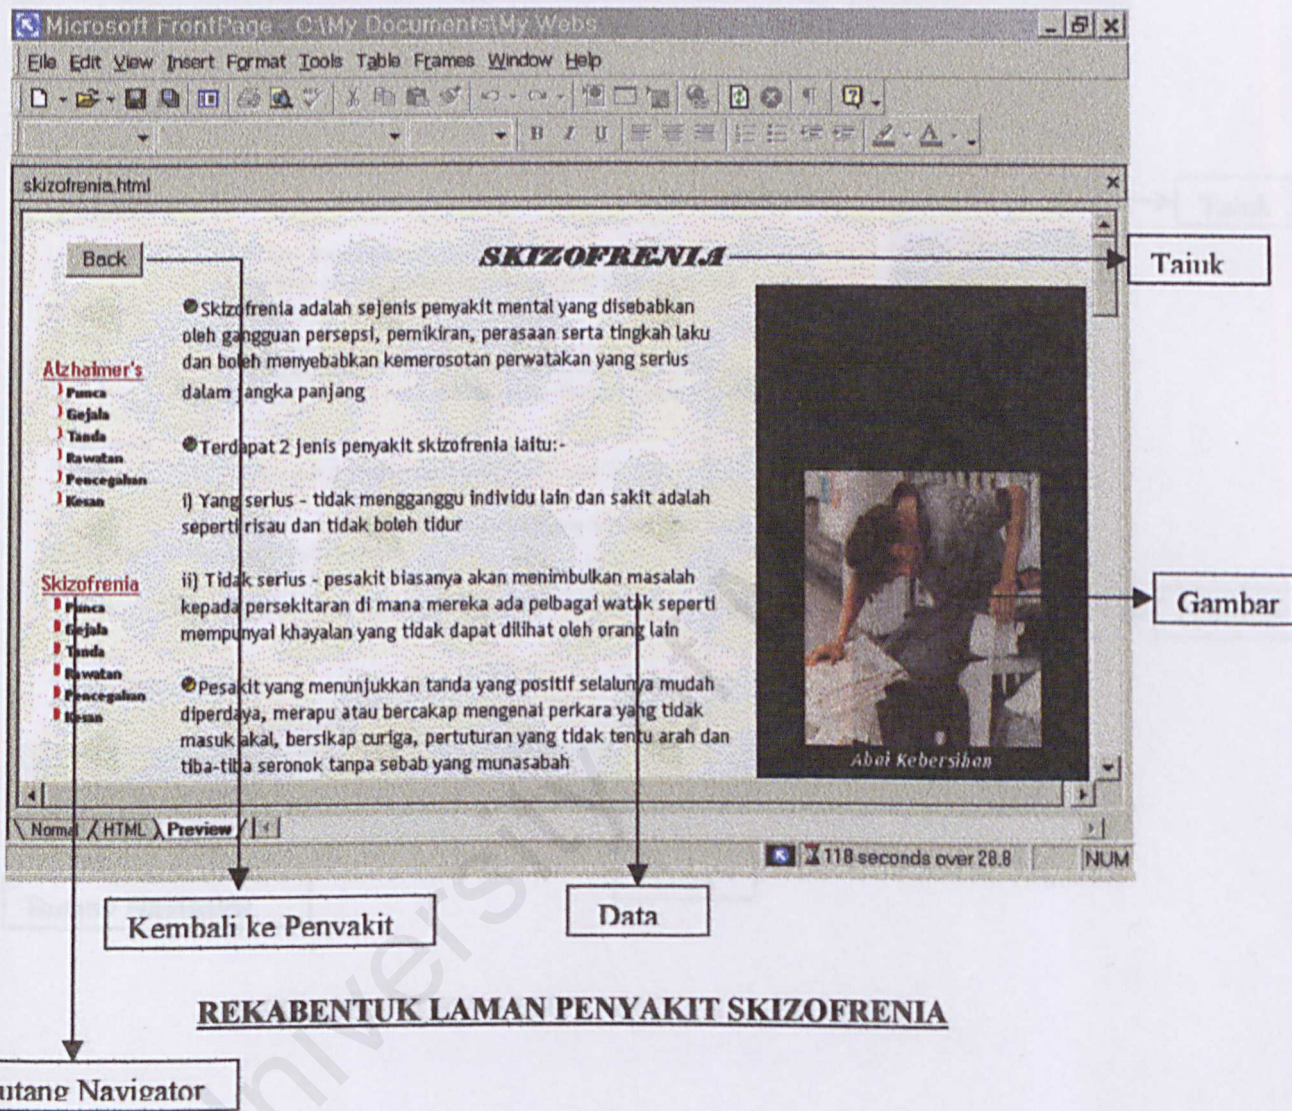 Microsoft FrontPage - C:\My Documents\My Webs
File Edit View Insert Format Tools Table Frames Window Help
B I U
A
skizofrenia.html
Back
SKIZOFRENIA
Tajuk
Skizofrenia adalah sejenis penyakit mental yang disebabkan
oleh gangguan persepsi, pemikiran, perasaan serta tingkah laku
dan boleh menyebabkan kemerosotan perwatakan yang serius
dalam jangka panjang
Alzhaimer's
Punca
Gejala
Tanda
Rawatan
Pencegahan
Kesan
Terdapat 2 jenis penyakit skizofrenia iaitu:-
i) Yang serius - tidak mengganggu individu lain dan sakit adalah
seperti risau dan tidak boleh tidur
Skizofrenia
Punca
Gejala
Tanda
Rawatan
Pencegahan
Kesan
ii) Tidak serius - pesakit biasanya akan menimbulkan masalah
kepada persekitaran di mana mereka ada pelbagai watak seperti
mempunyai khayalan yang tidak dapat dilihat oleh orang lain
Gambar
Pesakit yang menunjukkan tanda yang positif selalunya mudah
diperdaya, merapu atau bercakap mengenai perkara yang tidak
masuk akal, bersikap curiga, pertuturan yang tidak tentu arah dan
tiba-tiba seronok tanpa sebab yang munasabah
Abai Kebersihan
Normal HTML Preview
118 seconds over 28.8 NUM
Kembali ke Penyakit
Data
REKABENTUK LAMAN PENYAKIT SKIZOFRENIA
utang Navigator